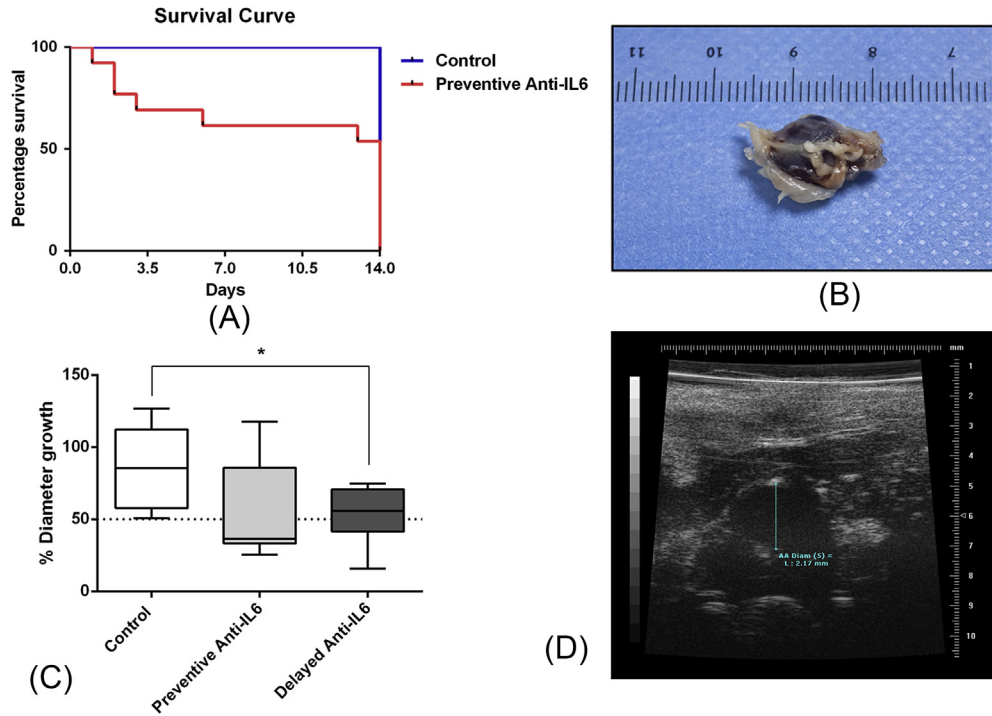 Survival Curve
100
50
0
Percentage survival
0.0 3.5 7.0 10.5 14.0
Days
Control
Preventive Anti-IL6
(A)
11 10 9 8 7
(B)
*
150
100
50
0
% Diameter growth
Control
Preventive Anti-IL6
Delayed Anti-IL6
(C)
mm
1
2
3
4
5
6
7
8
9
10
AA Diam (5) =
L : 2.17 mm
(D)